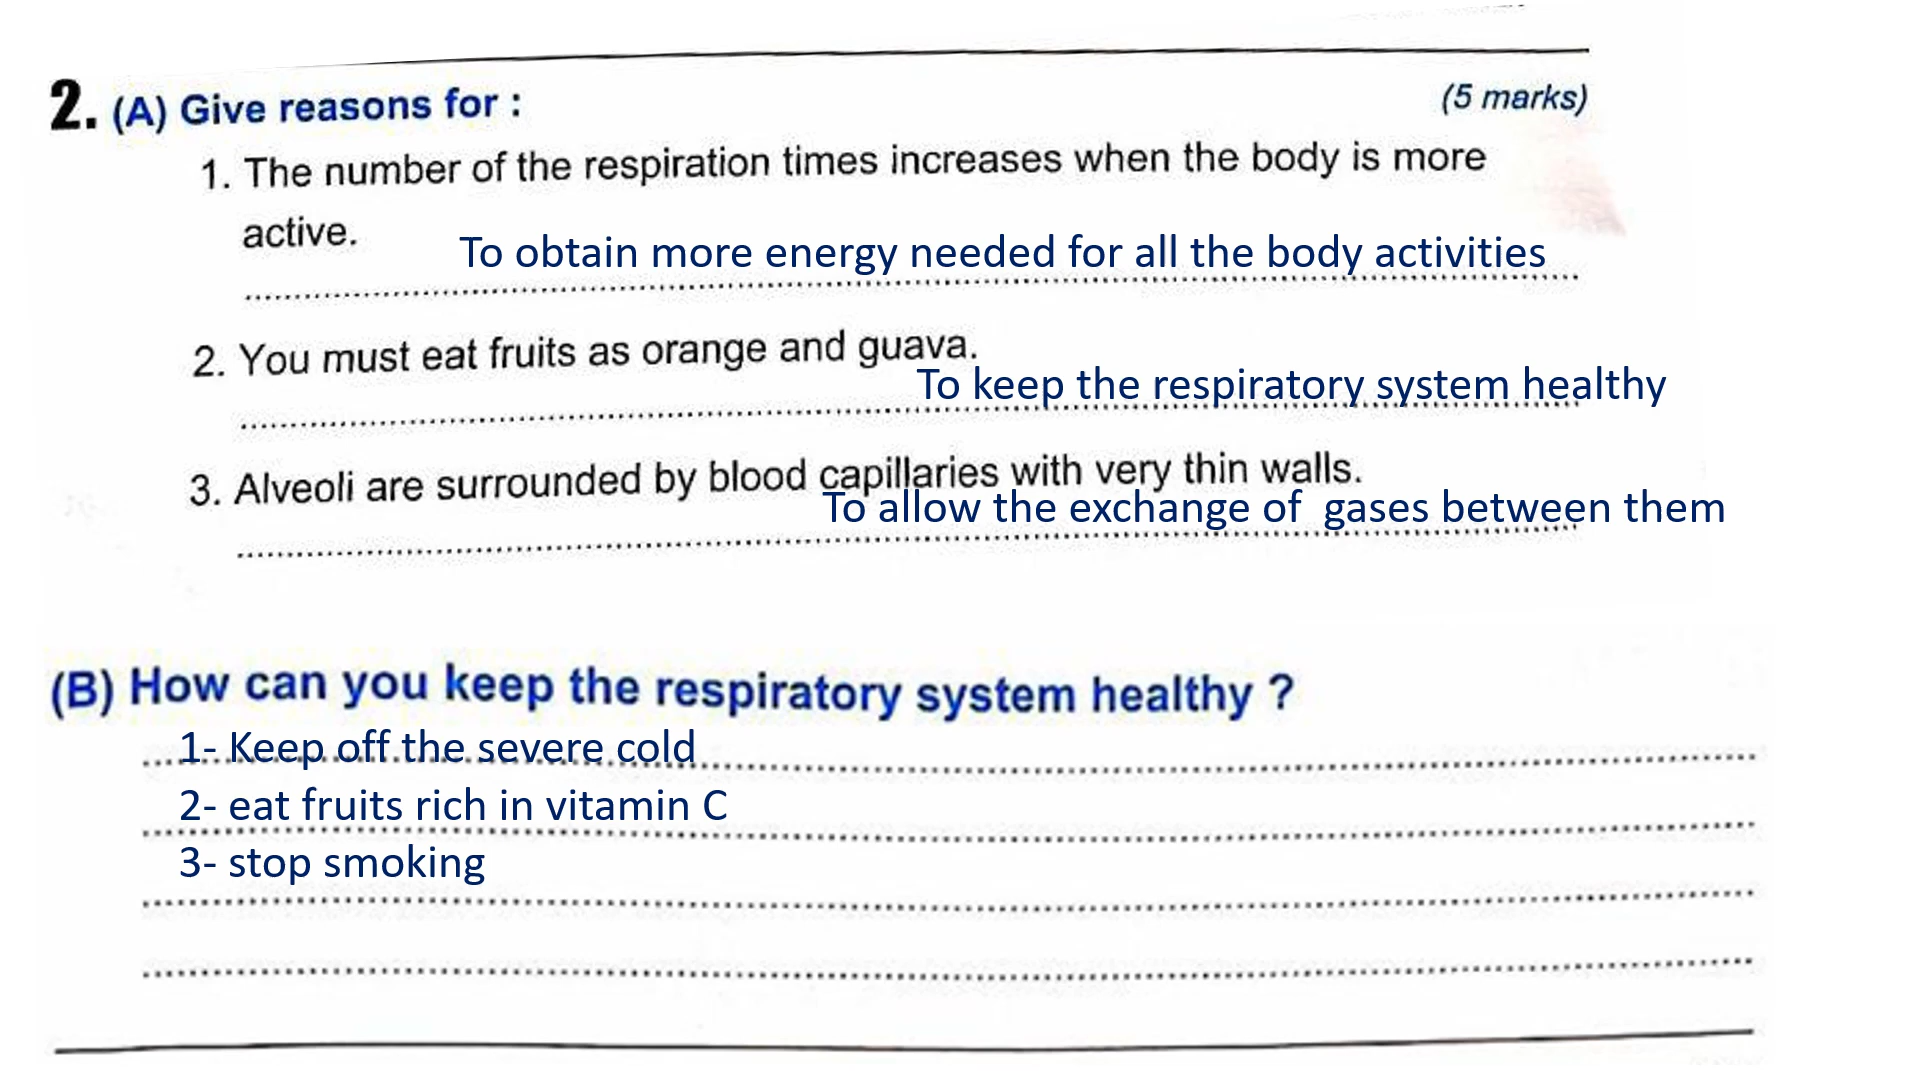 2. (A) Give reasons for : (5 marks)
1. The number of the respiration times increases when the body is more
active.
To obtain more energy needed for all the body activities
2. You must eat fruits as orange and guava.
To keep the respiratory system healthy
3. Alveoli are surrounded by blood capillaries with very thin walls.
To allow the exchange of gases between them
(B) How can you keep the respiratory system healthy ?
1- Keep off the severe cold
2- eat fruits rich in vitamin C
3- stop smoking